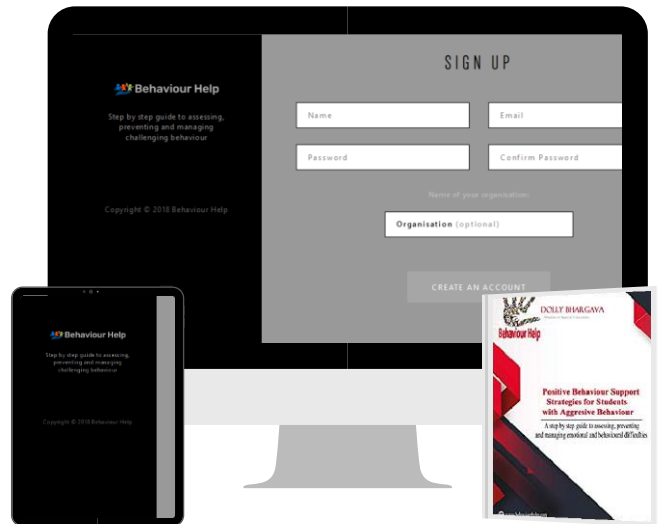 SIGN UP
Behaviour Help
Step by step guide to assessing,
preventing and managing
challenging behaviour
Copyright © 2018 Behaviour Help
Name
Email
Password
Confirm Password
Name of your organisation:
Organisation (optional)
CREATE AN ACCOUNT
Behaviour Help
Step by step guide to assessing,
preventing and managing
challenging behaviour
Copyright © 2018 Behaviour Help
DOLLY BHARGAVA
Behaviour Help
Positive Behaviour Support
Strategies for Students
with Aggresive Behaviour
A step by step guide to assessing, preventing
and managing emotional and behavioural difficulties